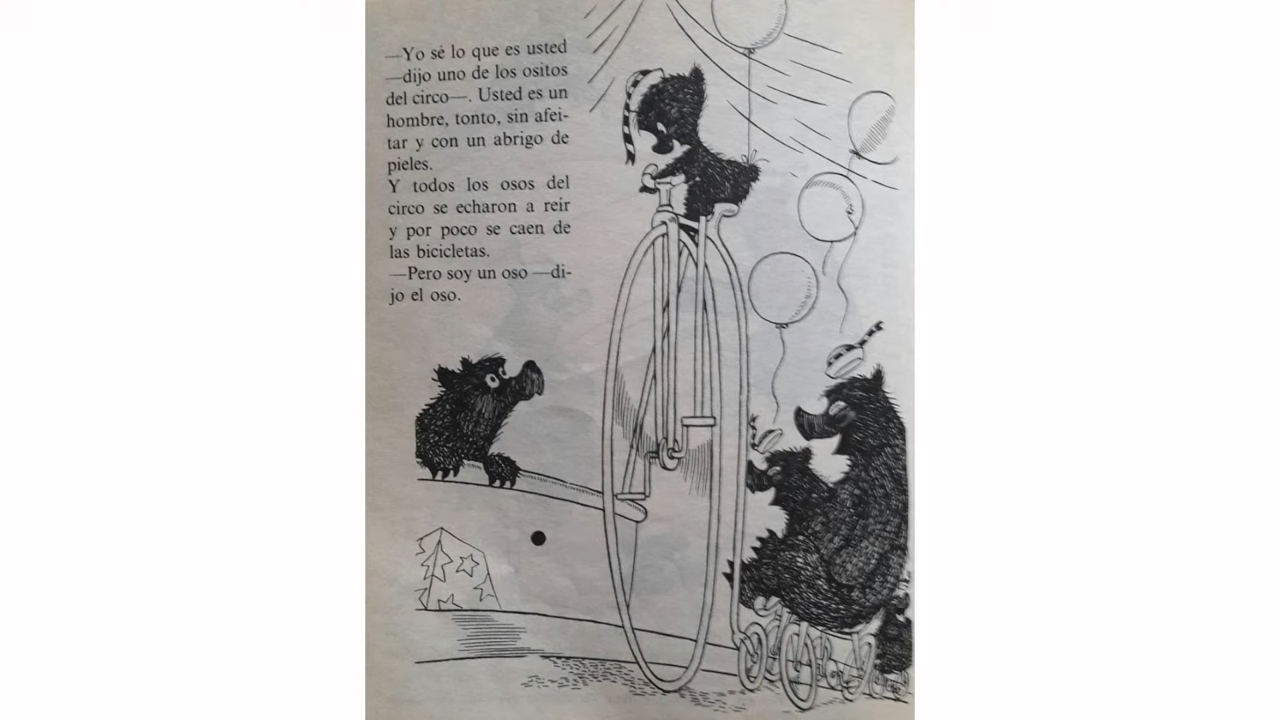 —Yo sé lo que es usted
—dijo uno de los ositos
del circo—. Usted es un
hombre, tonto, sin afei-
tar y con un abrigo de
pieles.
Y todos los osos del
circo se echaron a reir
y por poco se caen de
las bicicletas.
—Pero soy un oso —di-
jo el oso.